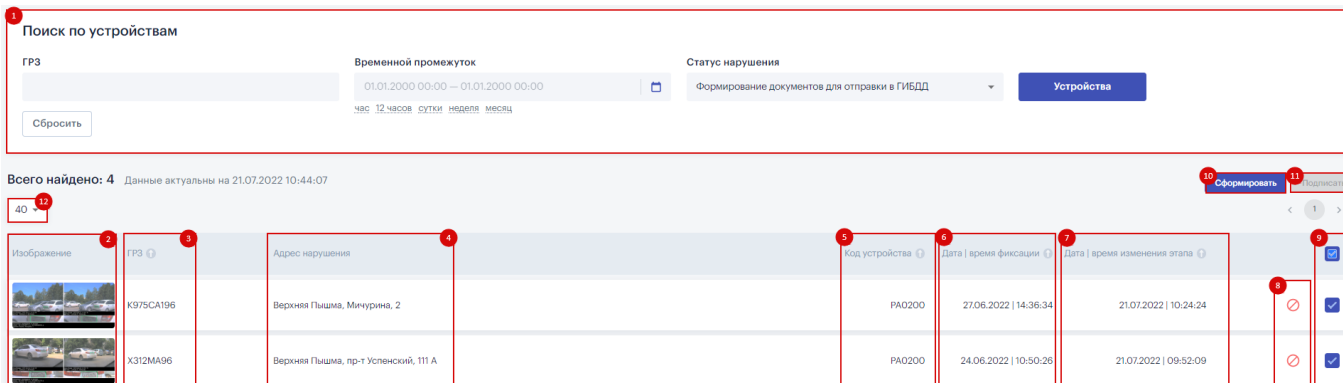 1
Поиск по устройствам
ГРЗ Временной промежуток Статус нарушения
01.01.2000 00:00 — 01.01.2000 00:00 Формирование документов для отправки в ГИБДД Устройства
час 12 часов сутки неделя месяц
Сбросить
Всего найдено: 4 Данные актуальны на 21.07.2022 10:44:07
10 Сформировать 11 Подписат
40 12
‹ 1 ›
2 3 4 5 6 7 9
Изображение ГРЗ Адрес нарушения Код устройства Дата | время фиксации Дата | время изменения этапа
8
К975СА196 Верхняя Пышма, Мичурина, 2 РА0200 27.06.2022 | 14:36:34 21.07.2022 | 10:24:24
Х312МА96 Верхняя Пышма, пр-т Успенский, 111 А РА0200 24.06.2022 | 10:50:26 21.07.2022 | 09:52:09